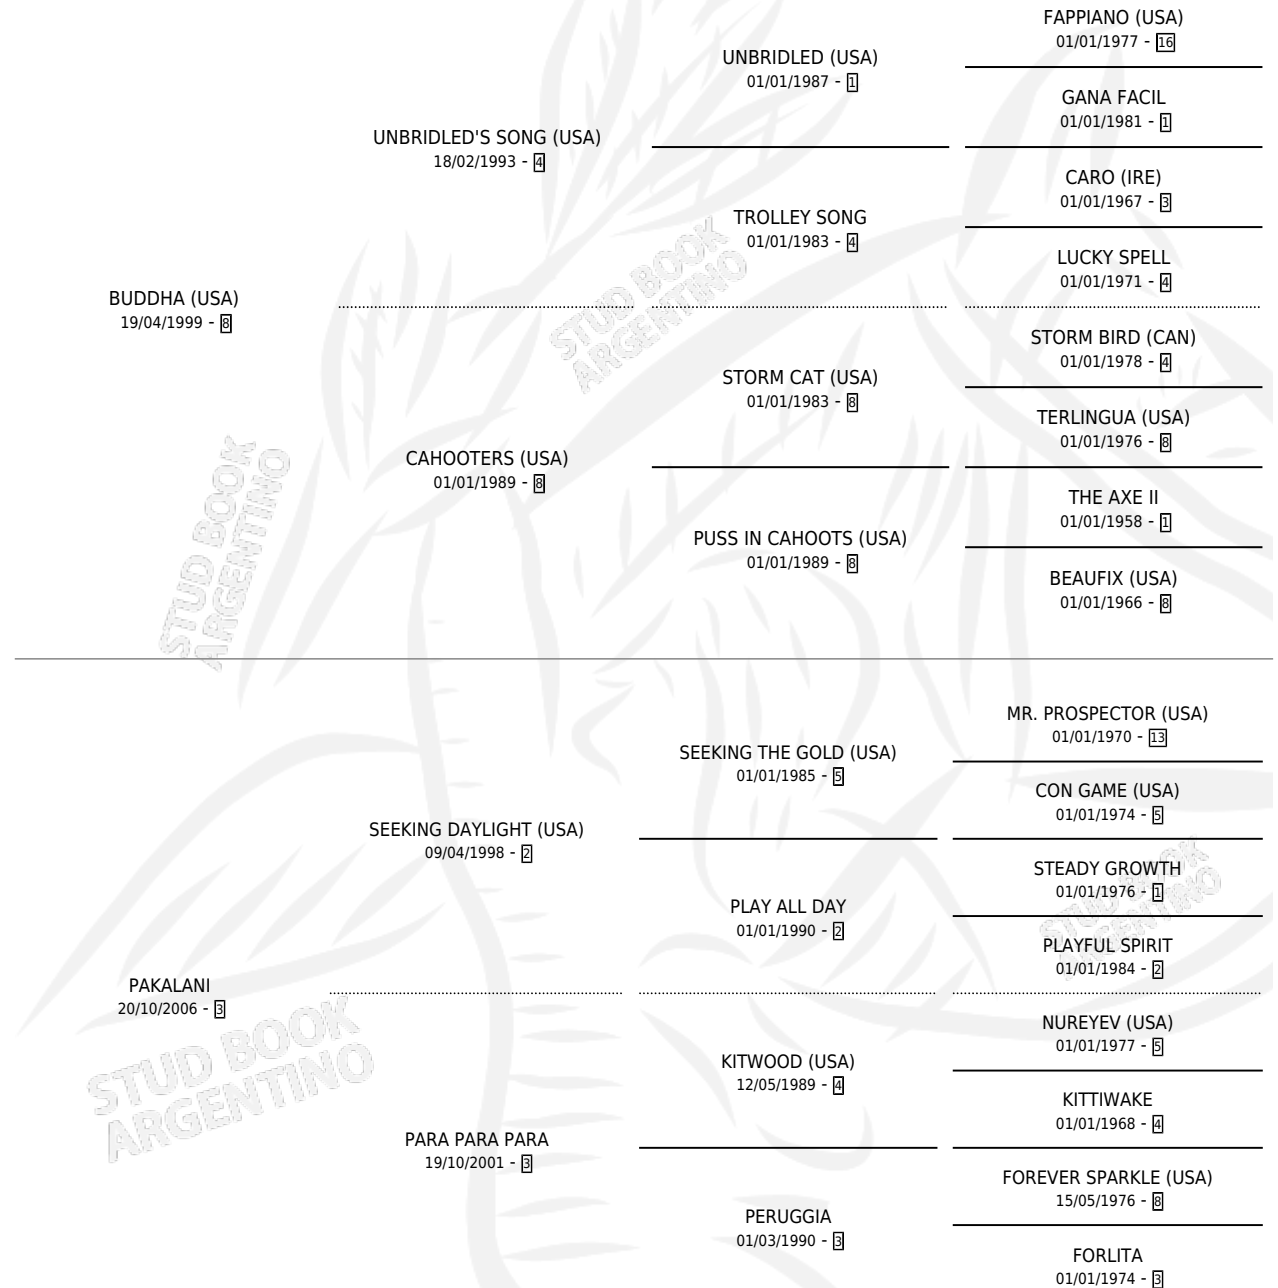 FAPPIANO (USA)
01/01/1977 - 16
UNBRIDLED (USA)
01/01/1987 - 1
GANA FACIL
01/01/1981 - 1
UNBRIDLED'S SONG (USA)
18/02/1993 - 4
CARO (IRE)
01/01/1967 - 3
TROLLEY SONG
01/01/1983 - 4
LUCKY SPELL
01/01/1971 - 4
BUDDHA (USA)
19/04/1999 - 8
STORM BIRD (CAN)
01/01/1978 - 4
STORM CAT (USA)
01/01/1983 - 8
TERLINGUA (USA)
01/01/1976 - 8
CAHOOTERS (USA)
01/01/1989 - 8
THE AXE II
01/01/1958 - 1
PUSS IN CAHOOTS (USA)
01/01/1989 - 8
BEAUFIX (USA)
01/01/1966 - 8
MR. PROSPECTOR (USA)
01/01/1970 - 13
SEEKING THE GOLD (USA)
01/01/1985 - 5
CON GAME (USA)
01/01/1974 - 5
SEEKING DAYLIGHT (USA)
09/04/1998 - 2
STEADY GROWTH
01/01/1976 - 1
PLAY ALL DAY
01/01/1990 - 2
PLAYFUL SPIRIT
01/01/1984 - 2
PAKALANI
20/10/2006 - 3
NUREYEV (USA)
01/01/1977 - 5
KITWOOD (USA)
12/05/1989 - 4
KITTIWAKE
01/01/1968 - 4
PARA PARA PARA
19/10/2001 - 3
FOREVER SPARKLE (USA)
15/05/1976 - 8
PERUGGIA
01/03/1990 - 3
FORLITA
01/01/1974 - 3
STUD BOOK
ARGENTINO
STUD BOOK
ARGENTINO
STUD BOOK
ARGENTINO
STUD BOOK
ARGENTINO